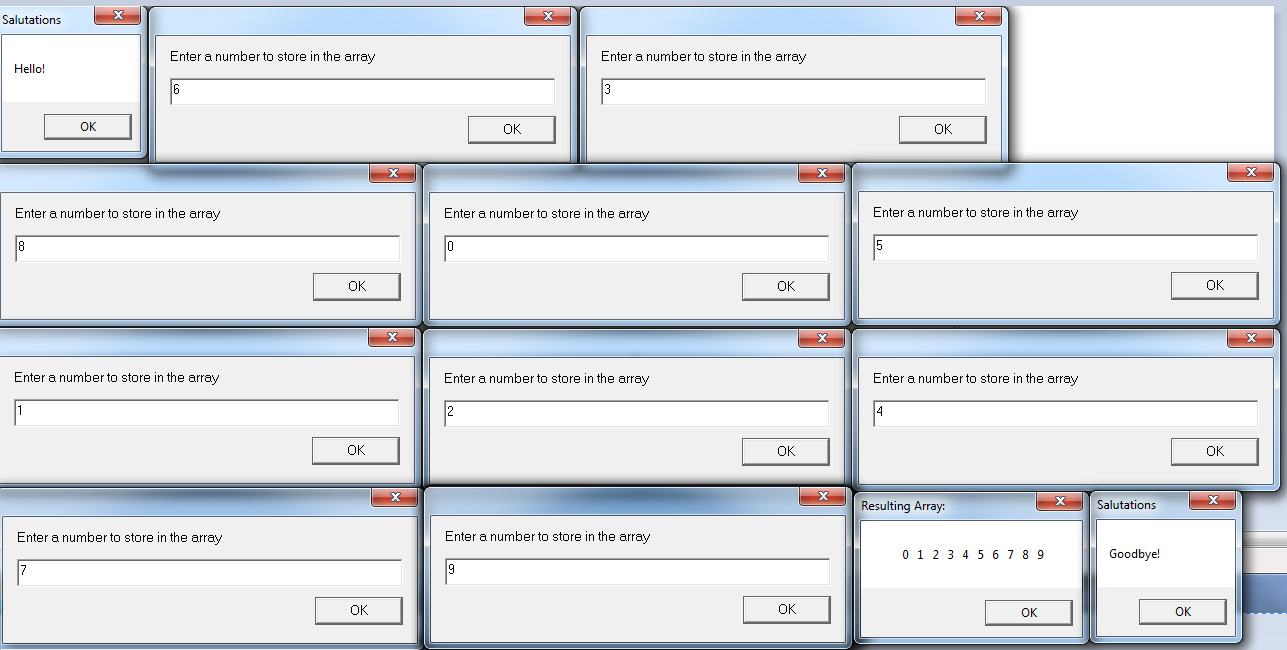 Salutations
Hello!
OK
Enter a number to store in the array
6
OK
Enter a number to store in the array
3
OK
Enter a number to store in the array
8
OK
Enter a number to store in the array
0
OK
Enter a number to store in the array
5
OK
Enter a number to store in the array
1
OK
Enter a number to store in the array
2
OK
Enter a number to store in the array
4
OK
Enter a number to store in the array
7
OK
Enter a number to store in the array
9
OK
Resulting Array:
0 1 2 3 4 5 6 7 8 9
OK
Salutations
Goodbye!
OK